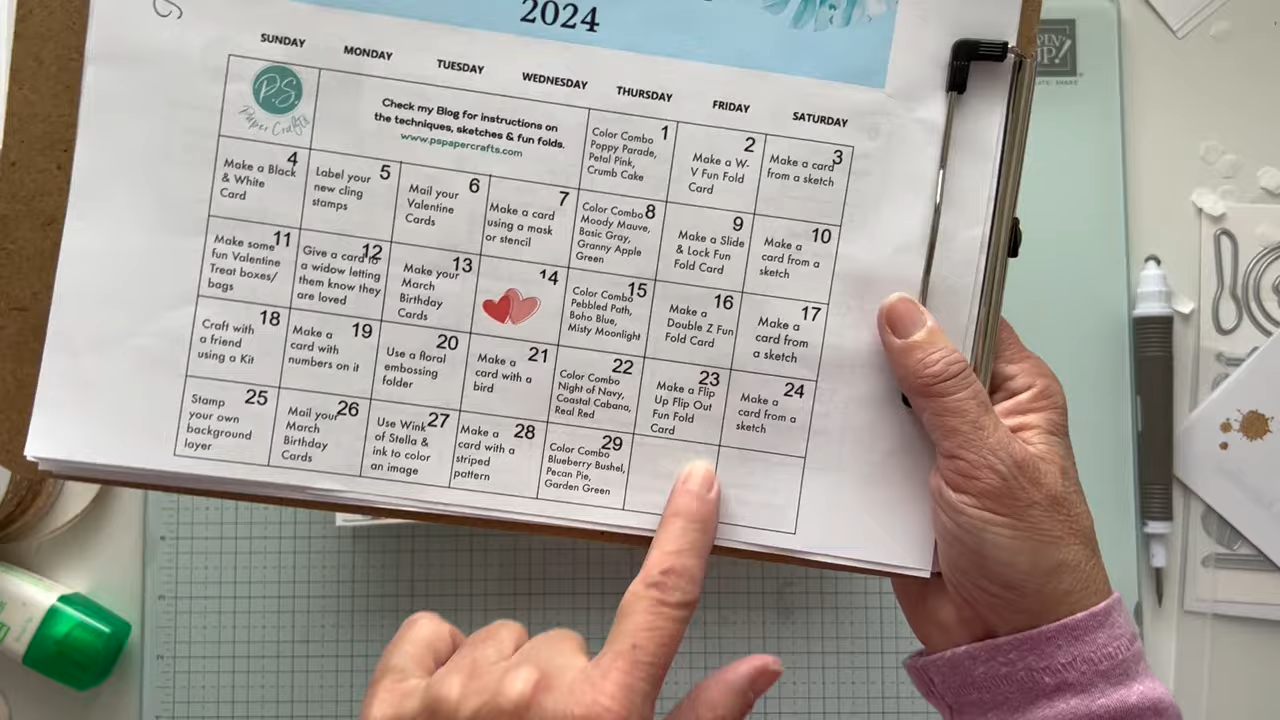 2024
SUNDAY MONDAY TUESDAY WEDNESDAY THURSDAY FRIDAY SATURDAY
P.S.
Paper Crafts
Check my Blog for instructions on
the techniques, sketches & fun folds.
www.pspapercrafts.com
1
Color Combo
Poppy Parade,
Petal Pink,
Crumb Cake
2
Make a W-
V Fun Fold
Card
3
Make a card
from a sketch
4
Make a Black
& White
Card
5
Label your
new cling
stamps
6
Mail your
Valentine
Cards
7
Make a card
using a mask
or stencil
8
Color Combo
Moody Mauve,
Basic Gray,
Granny Apple
Green
9
Make a Slide
& Lock Fun
Fold Card
10
Make a
card from a
sketch
11
Make some
fun Valentine
Treat boxes/
bags
12
Give a card to
a widow letting
them know they
are loved
13
Make your
March
Birthday
Cards
14
15
Color Combo
Pebbled Path,
Boho Blue,
Misty Moonlight
16
Make a
Double Z Fun
Fold Card
17
Make a
card from
a sketch
18
Craft with
a friend
using a Kit
19
Make a
card with
numbers on it
20
Use a floral
embossing
folder
21
Make a
card with a
bird
22
Color Combo
Night of Navy,
Coastal Cabana,
Real Red
23
Make a Flip
Up Flip Out
Fun Fold
Card
24
Make a
card from a
sketch
25
Stamp
your own
background
layer
26
Mail your
March
Birthday
Cards
27
Use Wink
of Stella &
ink to color
an image
28
Make a
card with a
striped
pattern
29
Color Combo
Blueberry Bushel,
Pecan Pie,
Garden Green